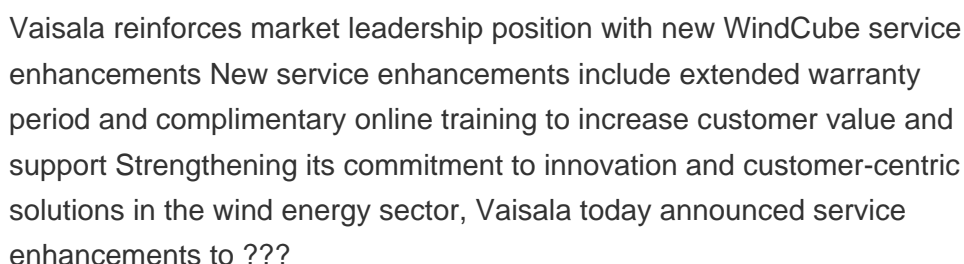 Vaisala reinforces market leadership position with new WindCube service
enhancements New service enhancements include extended warranty
period and complimentary online training to increase customer value and
support Strengthening its commitment to innovation and customer-centric
solutions in the wind energy sector, Vaisala today announced service
enhancements to ???